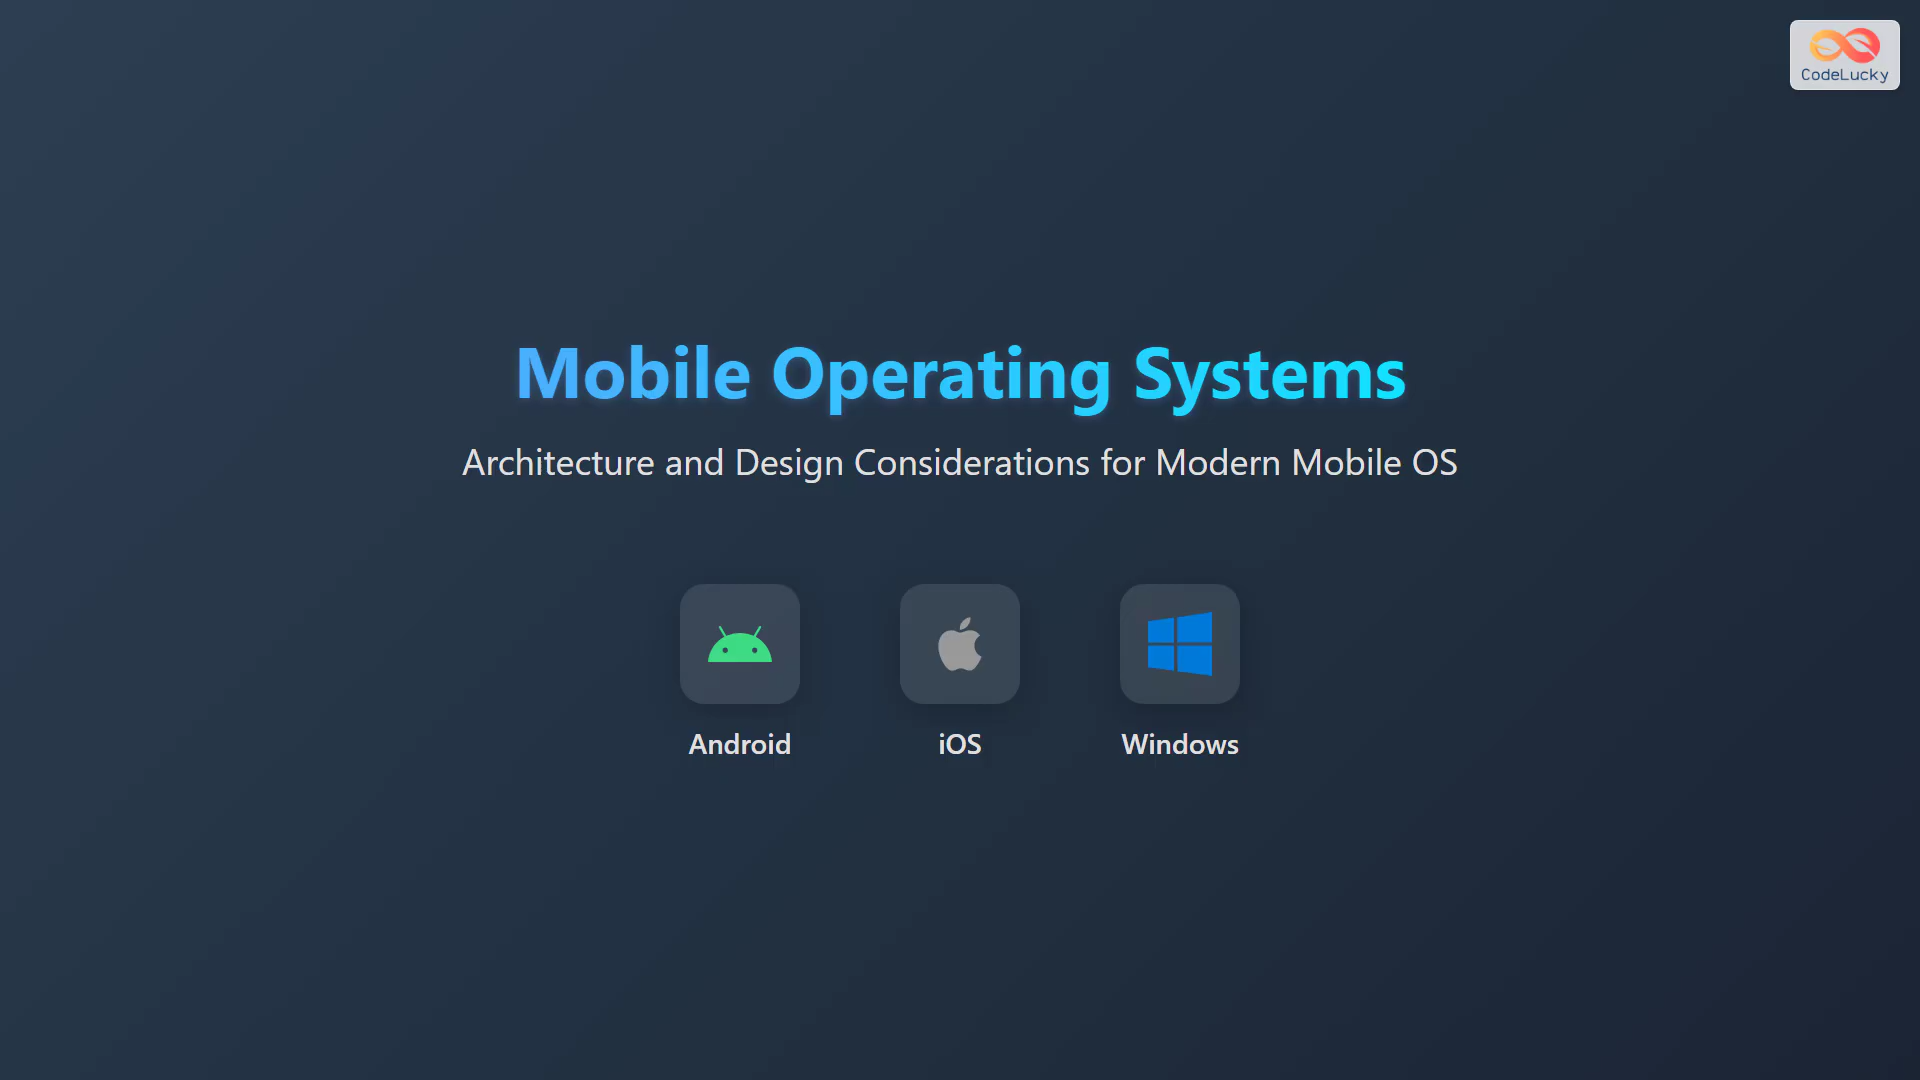 CodeLucky
Mobile Operating Systems
Architecture and Design Considerations for Modern Mobile OS
Android
iOS
Windows